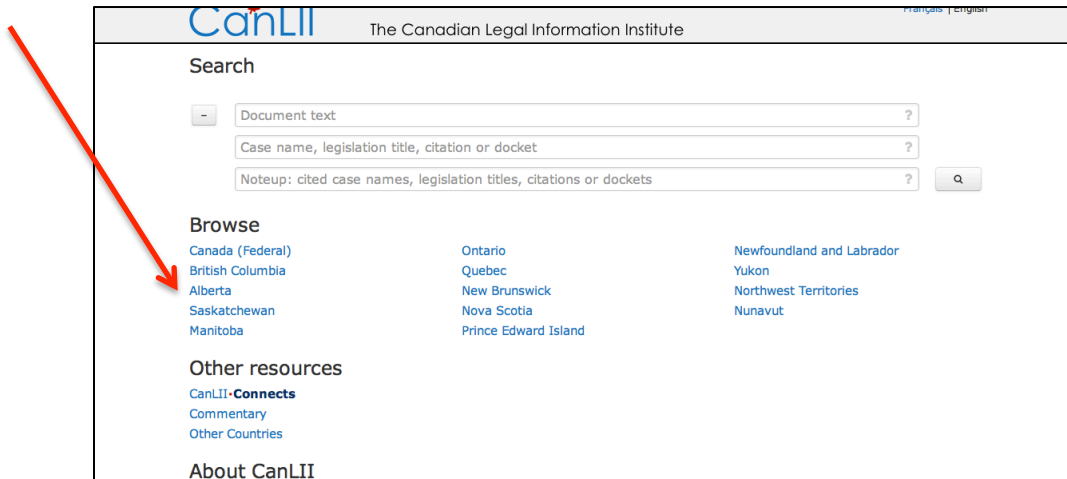 CanLII The Canadian Legal Information Institute
Français | English
Search
– Document text ?
Case name, legislation title, citation or docket ?
Noteup: cited case names, legislation titles, citations or dockets ?
Browse
Canada (Federal)
British Columbia
Alberta
Saskatchewan
Manitoba
Ontario
Quebec
New Brunswick
Nova Scotia
Prince Edward Island
Newfoundland and Labrador
Yukon
Northwest Territories
Nunavut
Other resources
CanLII·Connects
Commentary
Other Countries
About CanLII